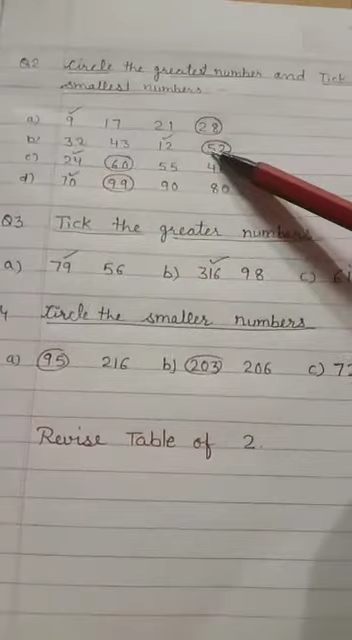 Q2 Circle the greatest number and Tick
smallest numbers
a) 9 17 21 28
b) 32 43 12 52
c) 24 60 55
d) 70 99 90 80
Q3 Tick the greater numbers
a) 79 56 b) 316 98 c)
Circle the smaller numbers
a) 95 216 b) 203 206 c) 72
Revise Table of 2.